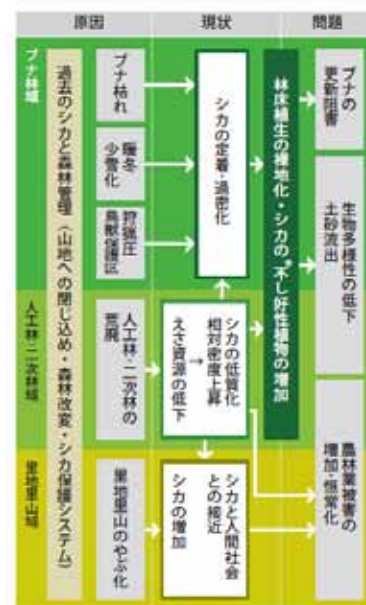 原因
現状
問題
ブナ林域
人工林・二次林域
里地里山域
過去のシカと森林管理(山地への閉じ込め・森林改変・シカ保護システム)
ブナ枯れ
暖冬
少雪化
狩猟圧
鳥獣保護区
人工林・二次林の
荒廃
里地里山のやぶ化
シカの定着・過密化
シカの低質化
相対密度上昇
→
えさ資源の低下
シカと人間社会
との接近
シカの増加
林床植生の裸地化・シカの*不し好性植物の増加
ブナの
更新阻害
生物多様性の低下
土砂流出
農林業被害の
増加・恒常化